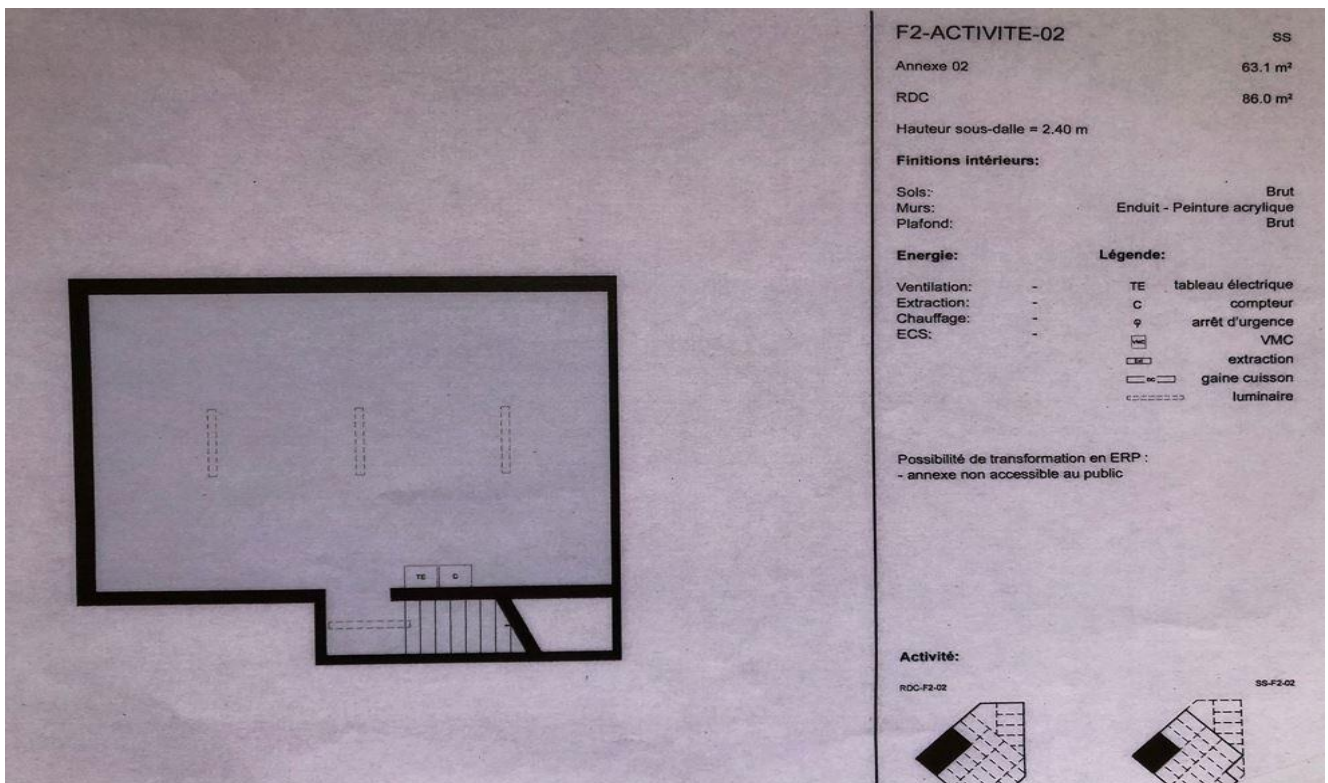 F2-ACTIVITE-02 SS
Annexe 02 63.1 m²
RDC 86.0 m²
Hauteur sous-dalle = 2.40 m
Finitions intérieurs:
Sols: Brut
Murs: Enduit - Peinture acrylique
Plafond: Brut
Energie: Légende:
Ventilation: - TE tableau électrique
Extraction: - C compteur
Chauffage: - arrêt d'urgence
ECS: - VMC VMC
extraction
gaine cuisson
luminaire
Possibilité de transformation en ERP :
- annexe non accessible au public
TE C
Activité:
RDC-F2-02 SS-F2-02